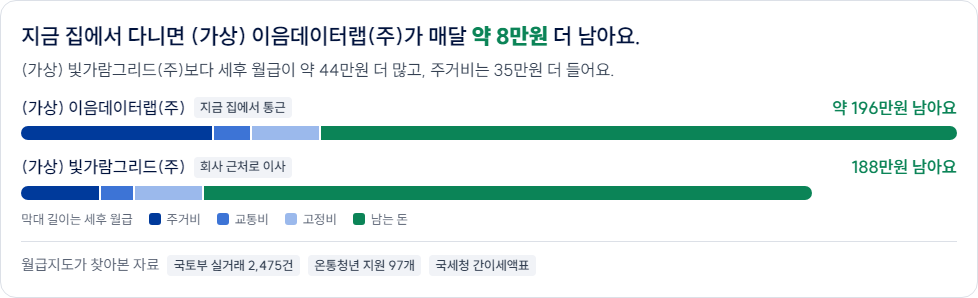 지금 집에서 다니면 (가상) 이음데이터랩(주)가 매달 약 8만원 더 남아요.
(가상) 빛가람그리드(주)보다 세후 월급이 약 44만원 더 많고, 주거비는 35만원 더 들어요.
(가상) 이음데이터랩(주) 지금 집에서 통근 약 196만원 남아요
(가상) 빛가람그리드(주) 회사 근처로 이사 188만원 남아요
막대 길이는 세후 월급 주거비 교통비 고정비 남는 돈
월급지도가 찾아본 자료 국토부 실거래 2,475건 온통청년 지원 97개 국세청 간이세액표